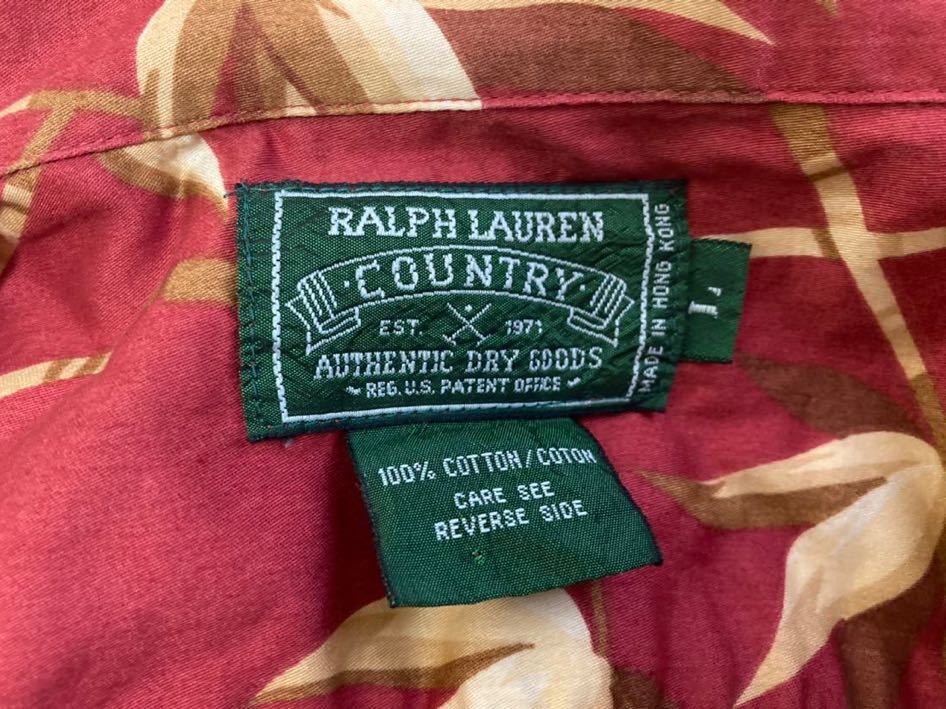 RALPH LAUREN
·COUNTRY·
EST. 1971
AUTHENTIC DRY GOODS
REG. U.S. PATENT OFFICE
MADE IN HONG KONG
L
100% COTTON/COTON
CARE SEE
REVERSE SIDE